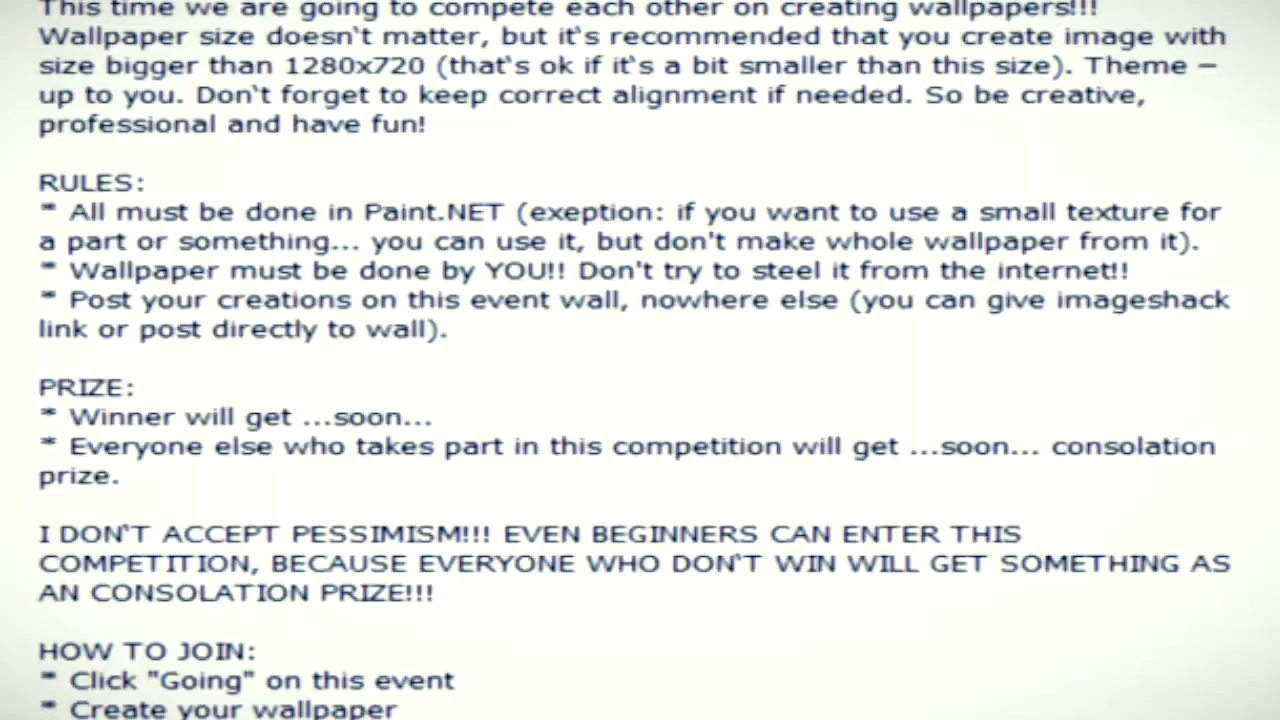 This time we are going to compete each other on creating wallpapers!!!
Wallpaper size doesn't matter, but it's recommended that you create image with
size bigger than 1280x720 (that's ok if it's a bit smaller than this size). Theme –
up to you. Don't forget to keep correct alignment if needed. So be creative,
professional and have fun!
RULES:
* All must be done in Paint.NET (exeption: if you want to use a small texture for
a part or something... you can use it, but don't make whole wallpaper from it).
* Wallpaper must be done by YOU!! Don't try to steel it from the internet!!
* Post your creations on this event wall, nowhere else (you can give imageshack
link or post directly to wall).
PRIZE:
* Winner will get ...soon...
* Everyone else who takes part in this competition will get ...soon... consolation
prize.
I DON'T ACCEPT PESSIMISM!!! EVEN BEGINNERS CAN ENTER THIS
COMPETITION, BECAUSE EVERYONE WHO DON'T WIN WILL GET SOMETHING AS
AN CONSOLATION PRIZE!!!
HOW TO JOIN:
* Click "Going" on this event
* Create your wallpaper